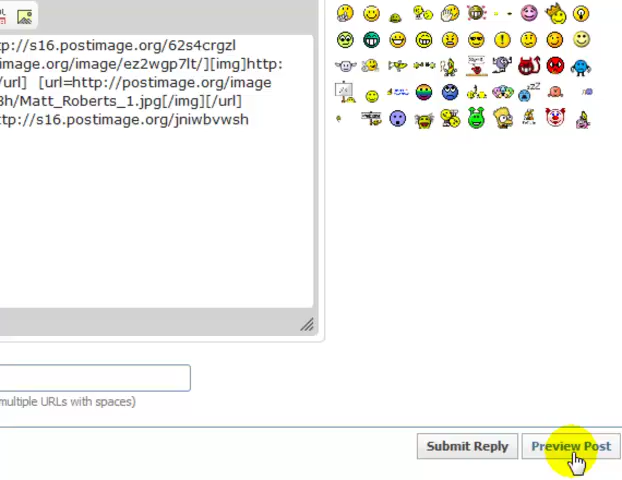 tp://s16.postimage.org/62s4crgzl
image.org/image/ez2wgp7lt/][img]http:
/url]  [url=http://postimage.org/image
3h/Matt_Roberts_1.jpg[/img][/url]
ttp://s16.postimage.org/jniwbvwsh
multiple URLs with spaces)
Submit Reply
Preview Post